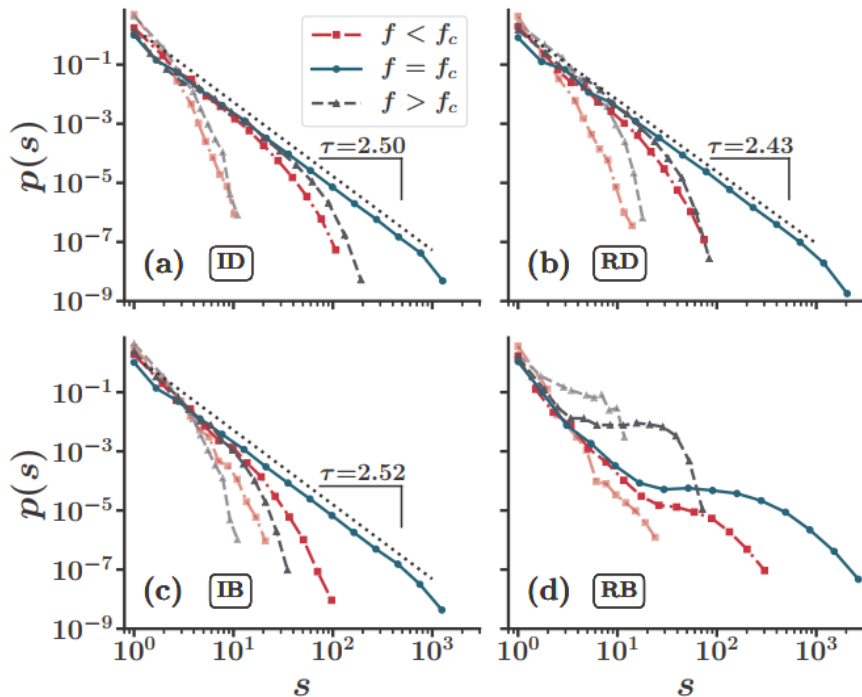 f < f_c
f = f_c
f > f_c
p(s)
10^{-1}
10^{-3}
10^{-5}
10^{-7}
10^{-9}
τ=2.50
(a) ID
τ=2.43
(b) RD
p(s)
10^{-1}
10^{-3}
10^{-5}
10^{-7}
10^{-9}
τ=2.52
(c) IB
(d) RB
10^0 10^1 10^2 10^3
10^0 10^1 10^2 10^3
s
s